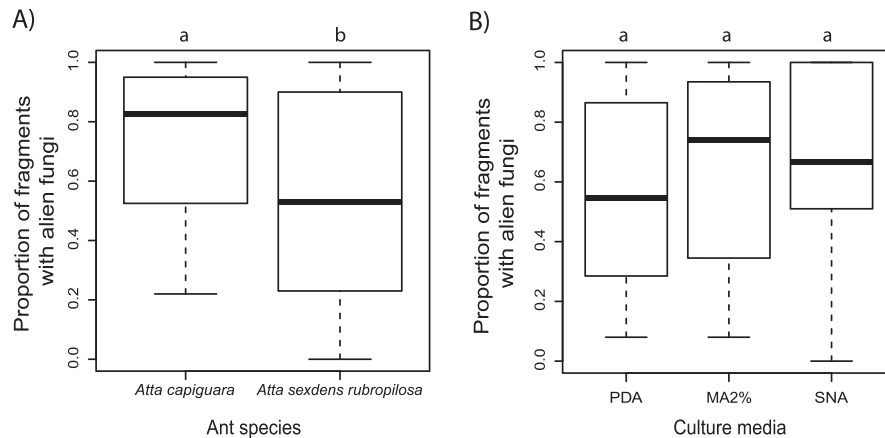 A)
a b
Proportion of fragments
with alien fungi
1.0
0.8
0.6
0.4
0.2
0.0
Atta capiguara Atta sexdens rubropilosa
Ant species
B)
a a a
Proportion of fragments
with alien fungi
1.0
0.8
0.6
0.4
0.2
0.0
PDA MA2% SNA
Culture media